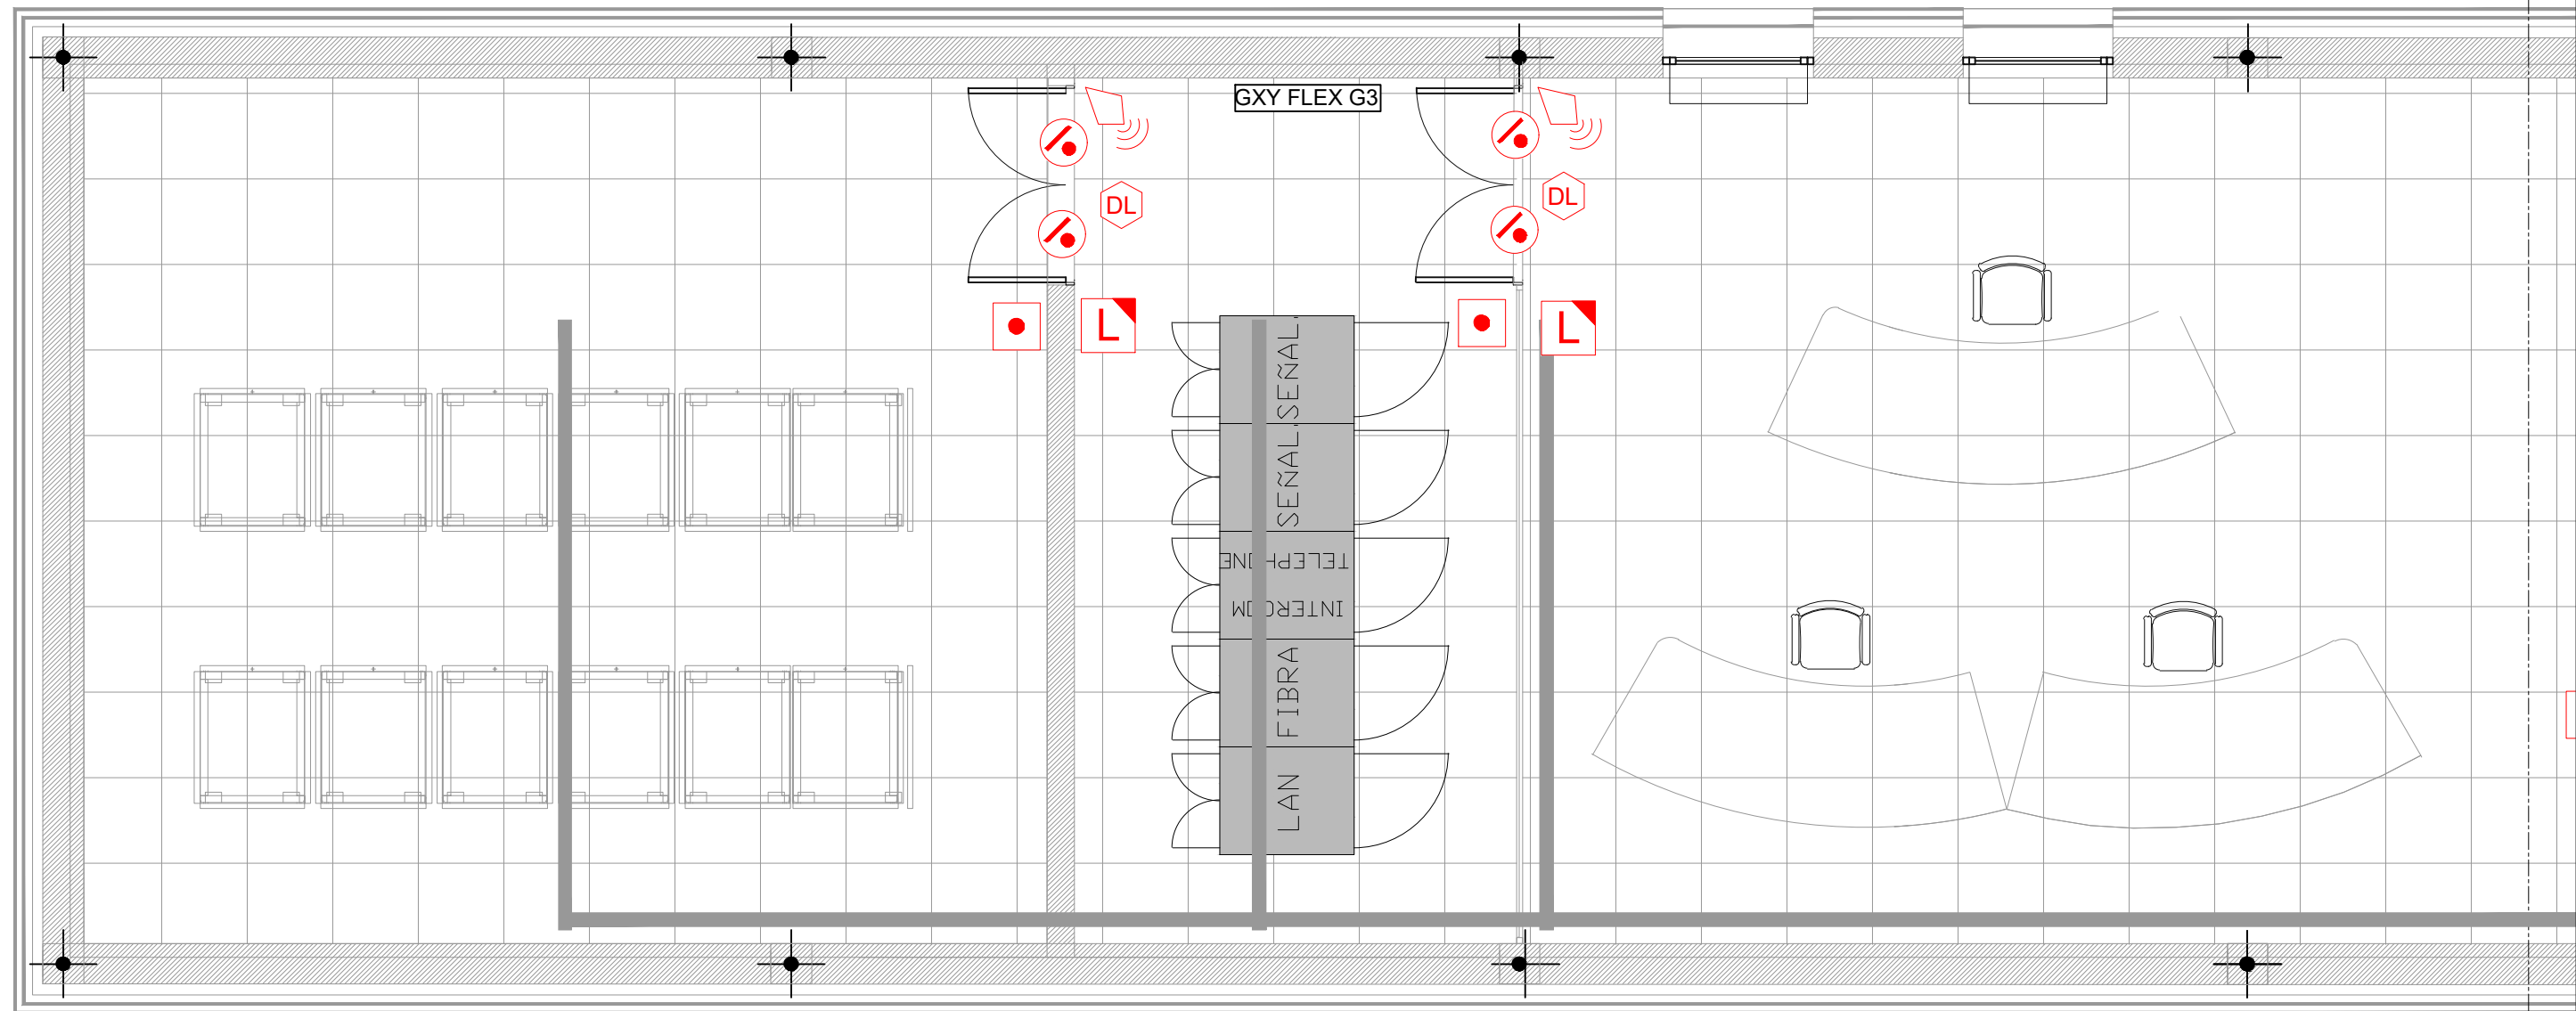 GXY FLEX G3
DL
DL
L
L
SEÑAL.
SEÑAL.
TELEPHONE
INTERCOM
FIBRA
LAN